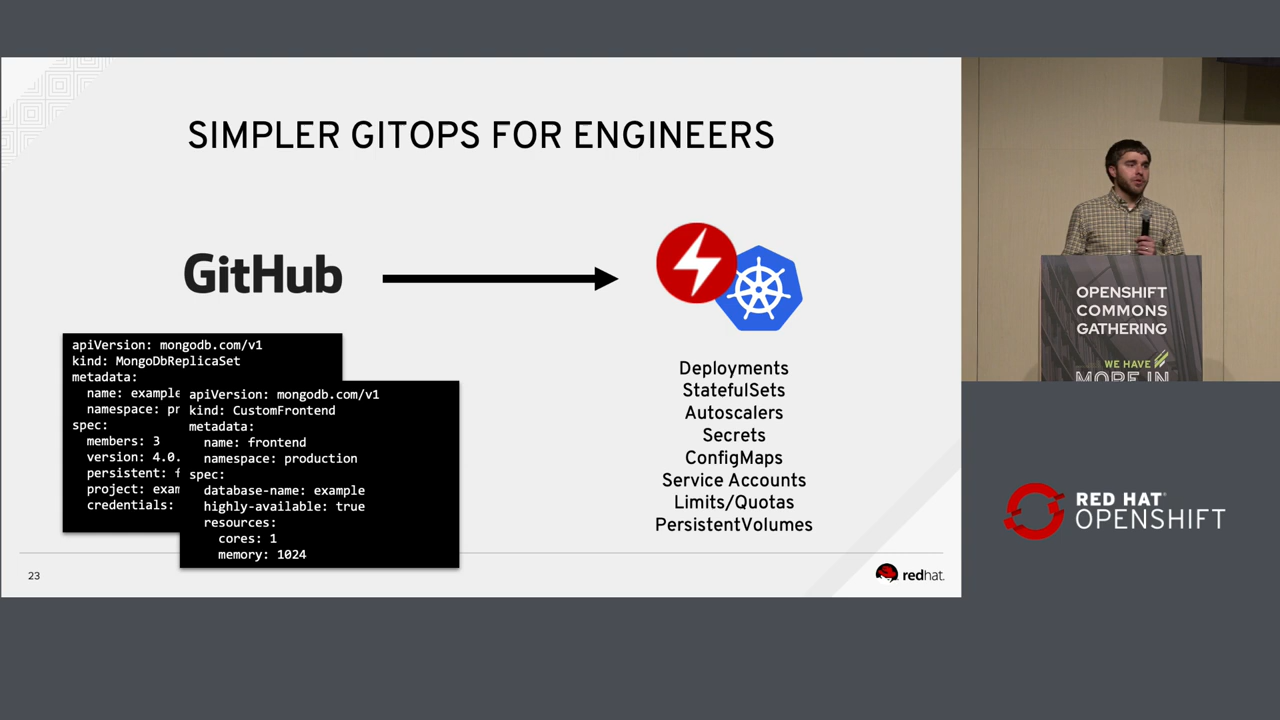 SIMPLER GITOPS FOR ENGINEERS
GitHub
apiVersion: mongodb.com/v1
kind: MongoDbReplicaSet
metadata:
name: example
namespace:
spec:
members: 3
version: 4.0.
persistent:
project:
credentials:
apiVersion: mongodb.com/v1
kind: CustomFrontend
metadata:
name: frontend
namespace: production
spec:
database-name: example
highly-available: true
resources:
cores: 1
memory: 1024
Deployments
StatefulSets
Autoscalers
Secrets
ConfigMaps
Service Accounts
Limits/Quotas
PersistentVolumes
23
redhat.
OPENSHIFT
COMMONS
GATHERING
WE HAVE
MORE IN
RED HAT®
OPENSHIFT